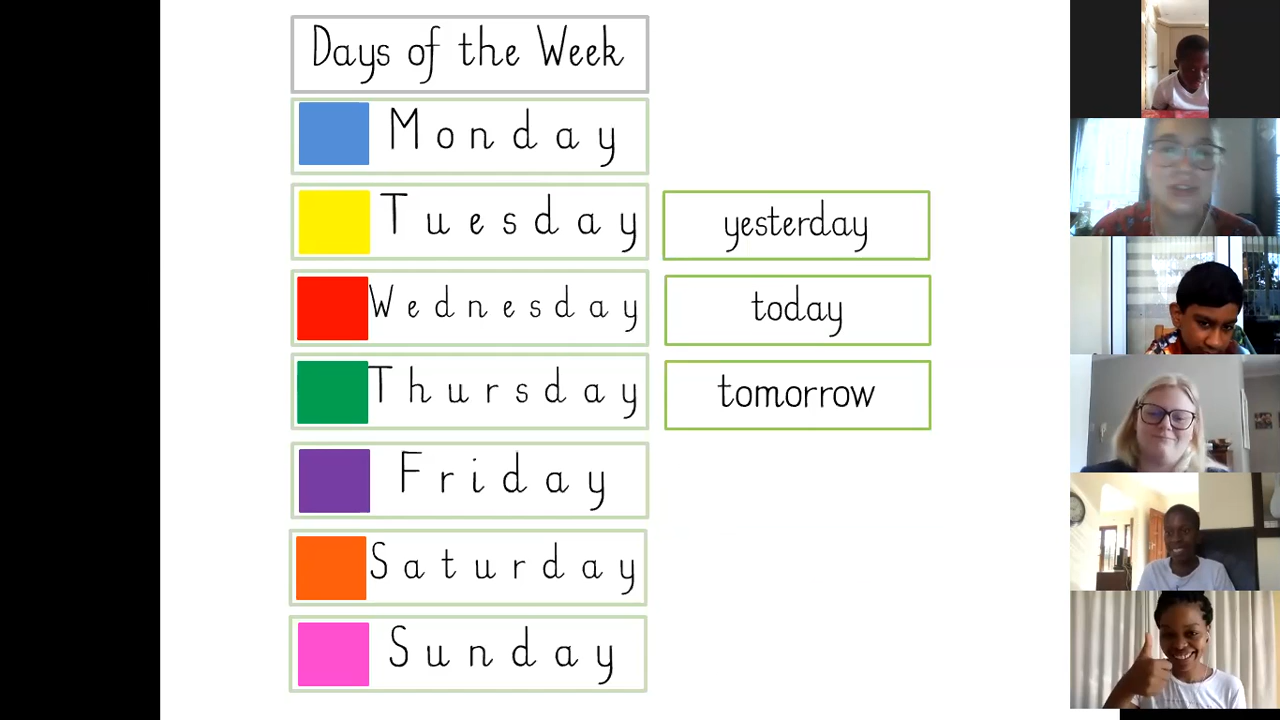 Days of the Week
Monday
Tuesday yesterday
Wednesday today
Thursday tomorrow
Friday
Saturday
Sunday